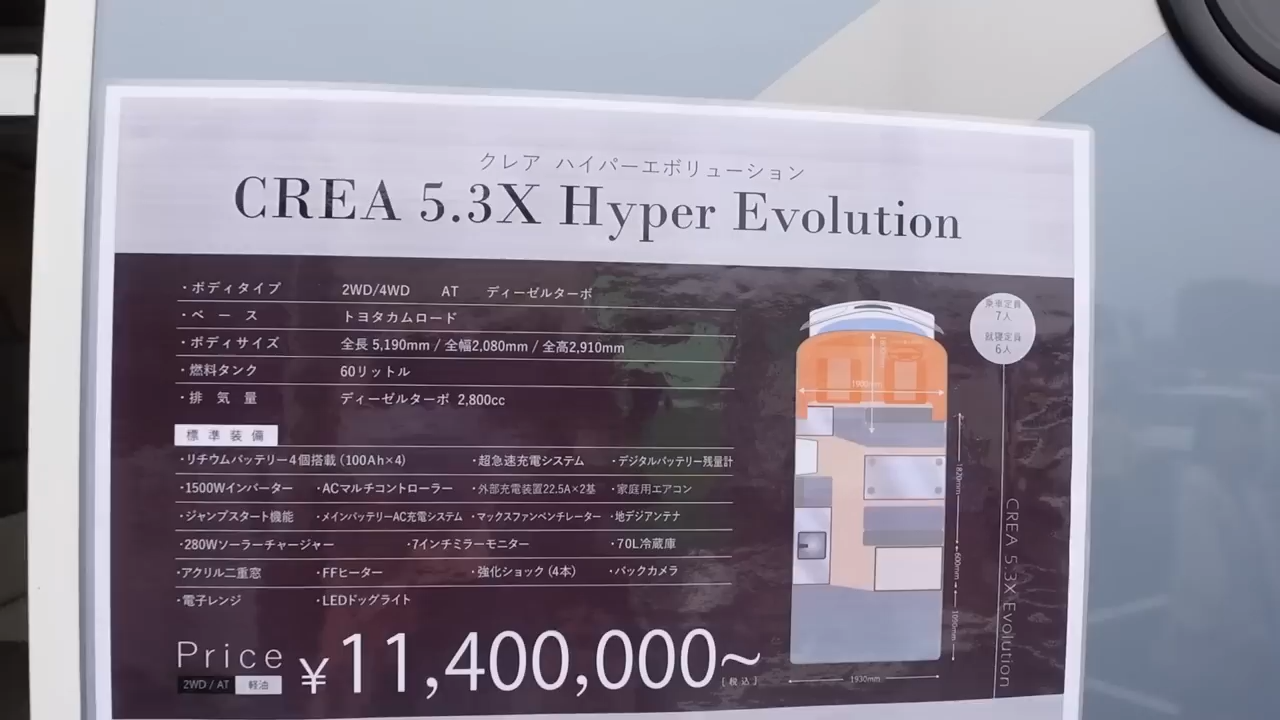 クレア ハイパーエボリューション
CREA 5.3X Hyper Evolution
・ボディタイプ 2WD/4WD AT ディーゼルターボ
・ベース トヨタカムロード
・ボディサイズ 全長 5,190mm / 全幅2,080mm / 全高2,910mm
・燃料タンク 60リットル
・排気量 ディーゼルターボ 2,800cc
標準装備
・リチウムバッテリー4個搭載（100Ah×4） ・超急速充電システム ・デジタルバッテリー残量計
・1500Wインバーター ・ACマルチコントローラー ・外部充電装置22.5A×2基 ・家庭用エアコン
・ジャンプスタート機能 ・メインバッテリーAC充電システム ・マックスファンベンチレーター ・地デジアンテナ
・280Wソーラーチャージャー ・7インチミラーモニター ・70L冷蔵庫
・アクリル二重窓 ・FFヒーター ・強化ショック（4本） ・バックカメラ
・電子レンジ ・LEDドッグライト
Price ¥11,400,000~
2WD / AT 軽油 [税込]
乗車定員
7人
就寝定員
6人
1900mm
1820mm
600mm
1050mm
1930mm
CREA 5.3X Evolution